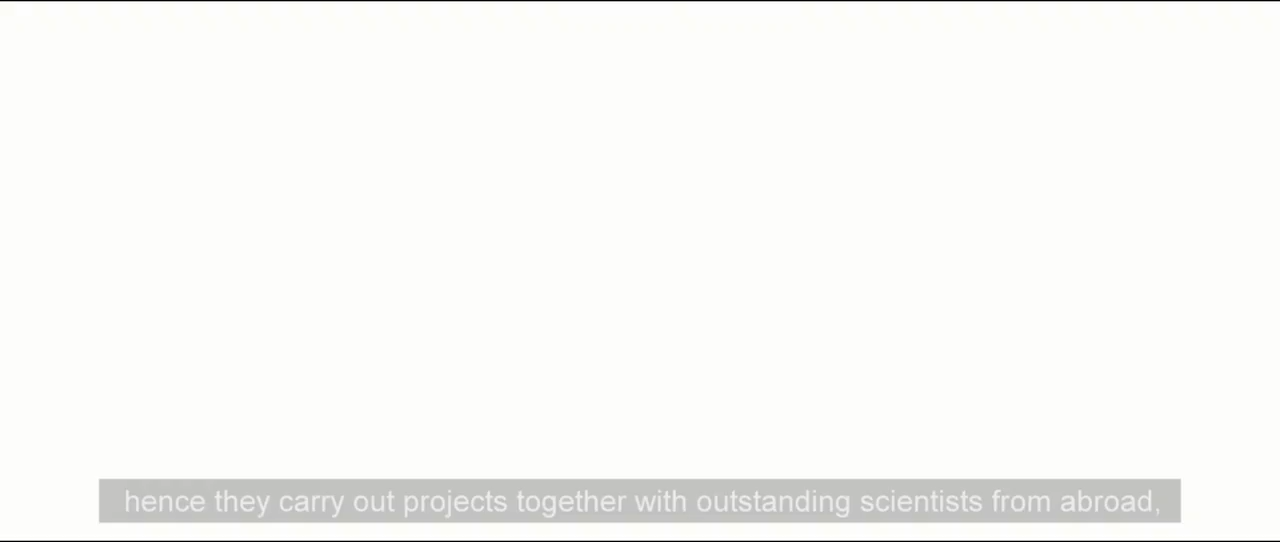 hence they carry out projects together with outstanding scientists from abroad,